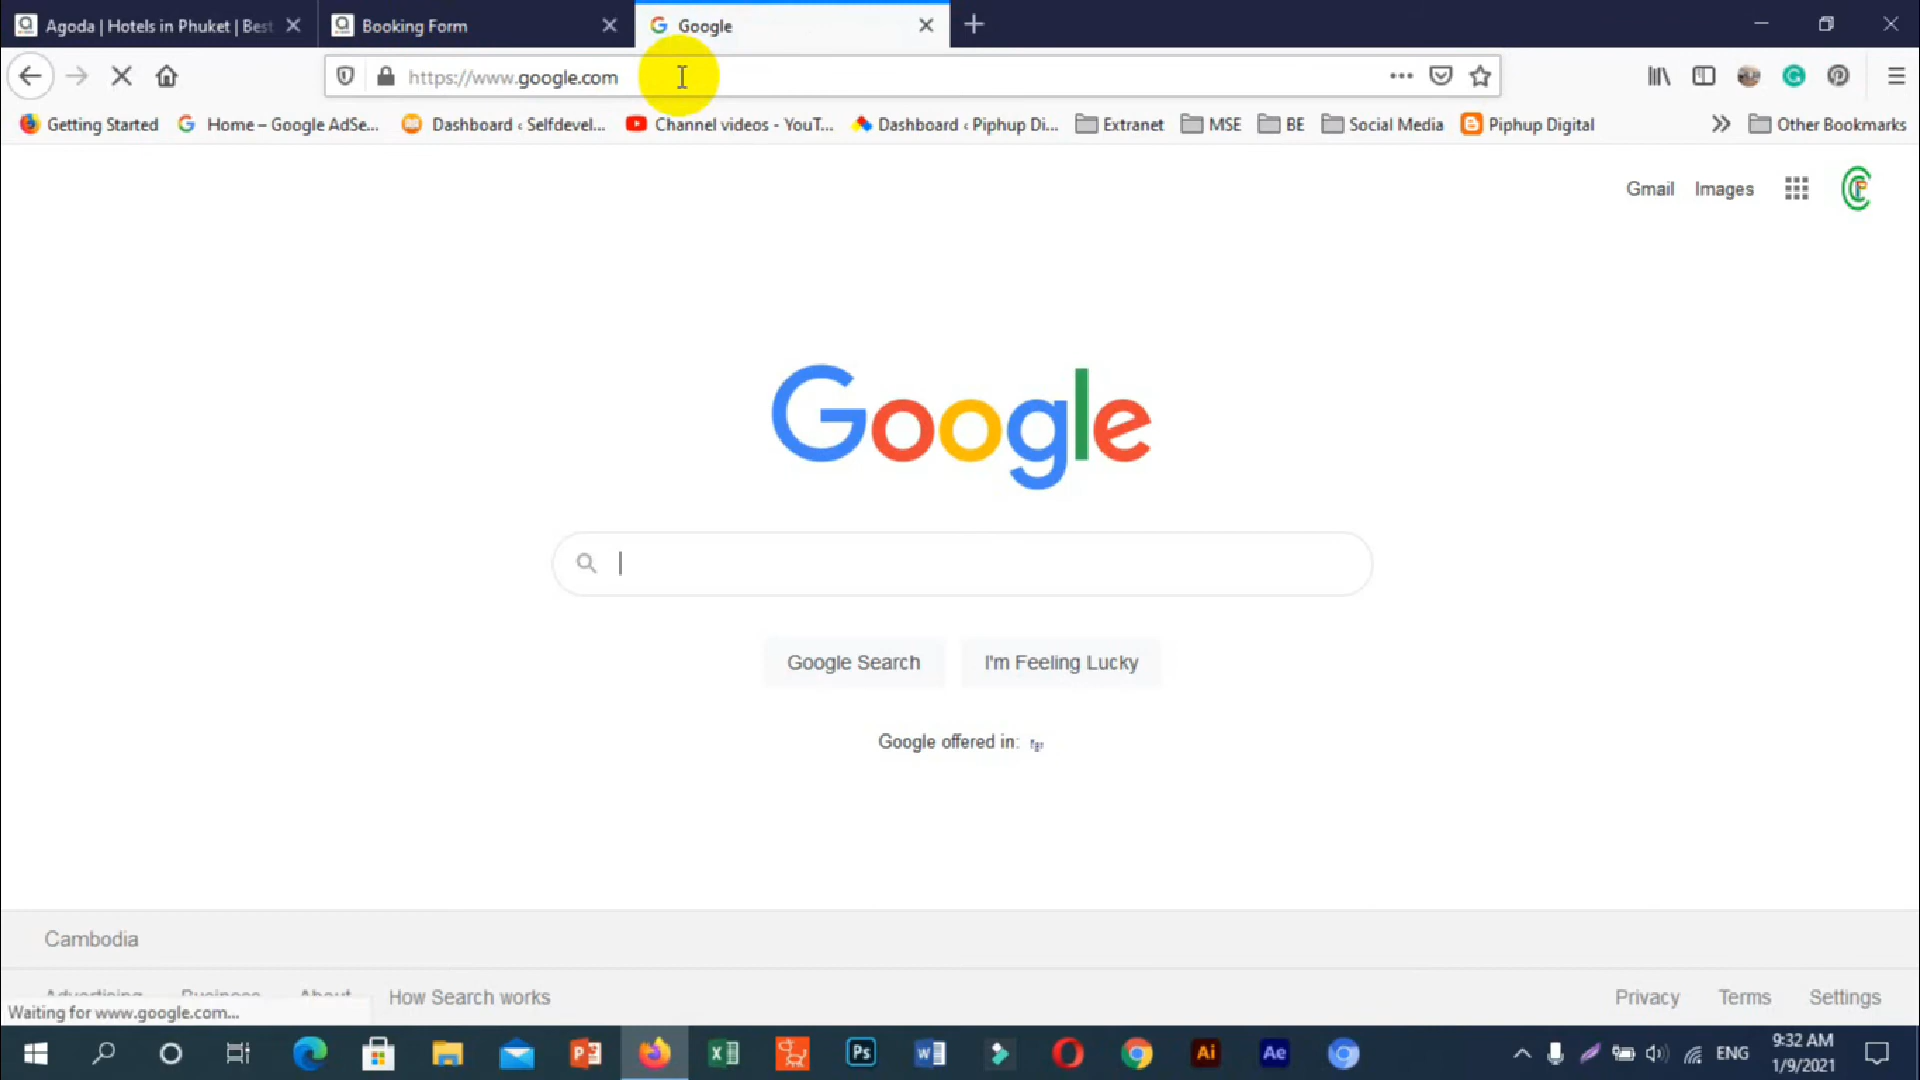 Agoda | Hotels in Phuket | Best
Booking Form
Google
https://www.google.com
Getting Started
Home – Google AdSe...
Dashboard ‹ Selfdevel...
Channel videos - YouT...
Dashboard ‹ Piphup Di...
Extranet
MSE
BE
Social Media
Piphup Digital
Other Bookmarks
Gmail
Images
Google
Google Search
I'm Feeling Lucky
Google offered in:
Cambodia
Advertising
Business
About
How Search works
Privacy
Terms
Settings
Waiting for www.google.com...
ENG
9:32 AM
1/9/2021